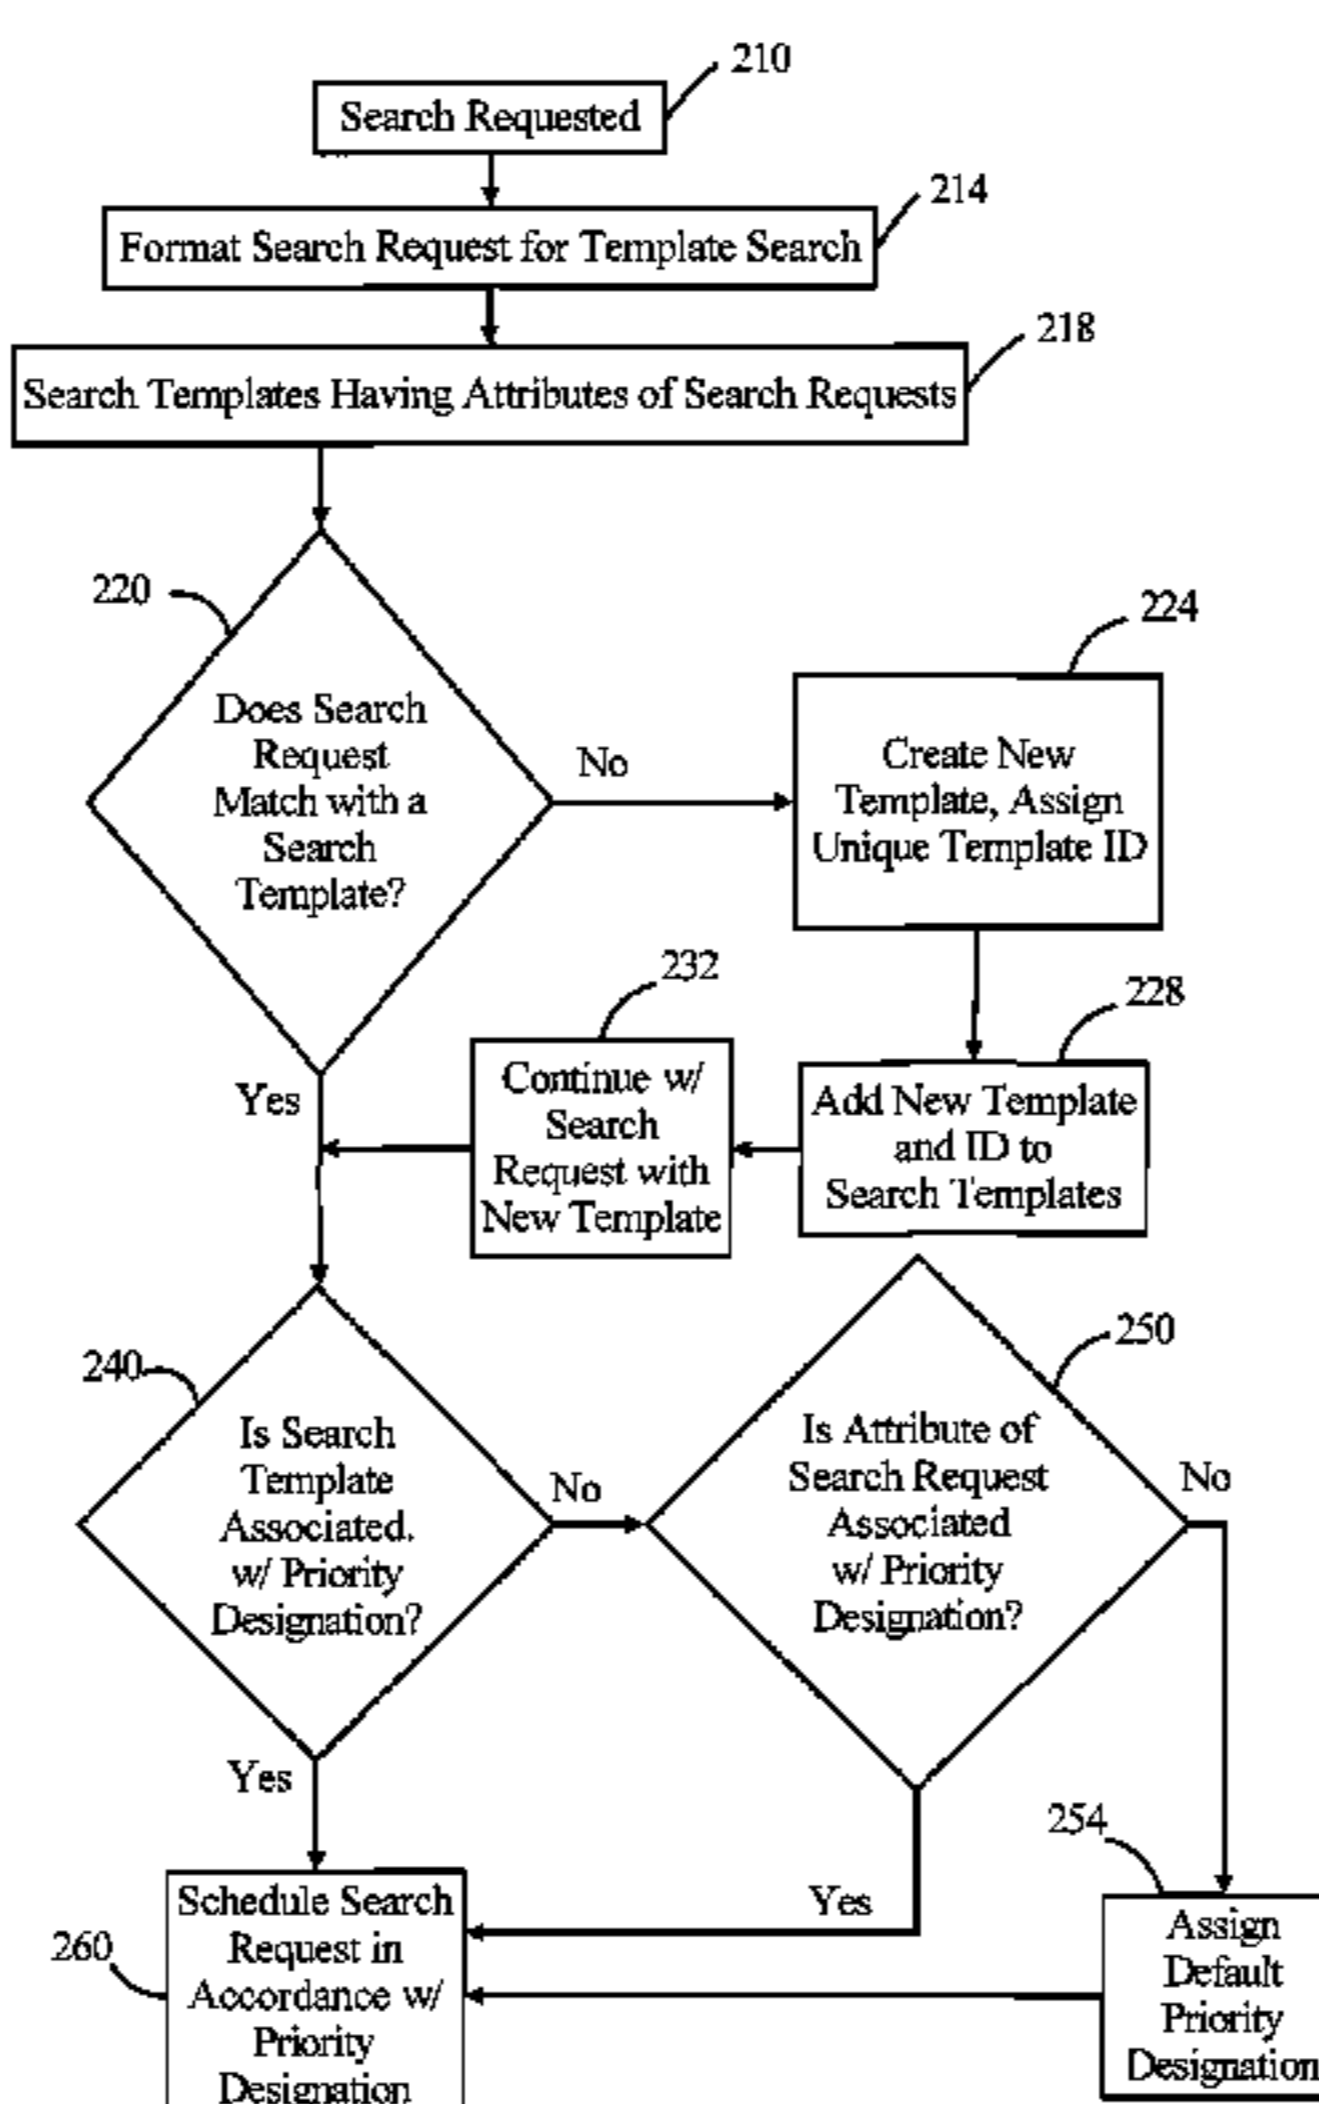 210
Search Requested
214
Format Search Request for Template Search
218
Search Templates Having Attributes of Search Requests
220
Does Search
Request
Match with a
Search
Template?
No
224
Create New
Template, Assign
Unique Template ID
232
Continue w/
Search
Request with
New Template
228
Add New Template
and ID to
Search Templates
Yes
240
Is Search
Template
Associated.
w/ Priority
Designation?
No
250
Is Attribute of
Search Request
Associated
w/ Priority
Designation?
No
Yes
254
Assign
Default
Priority
Designation
Yes
260
Schedule Search
Request in
Accordance w/
Priority
Designation